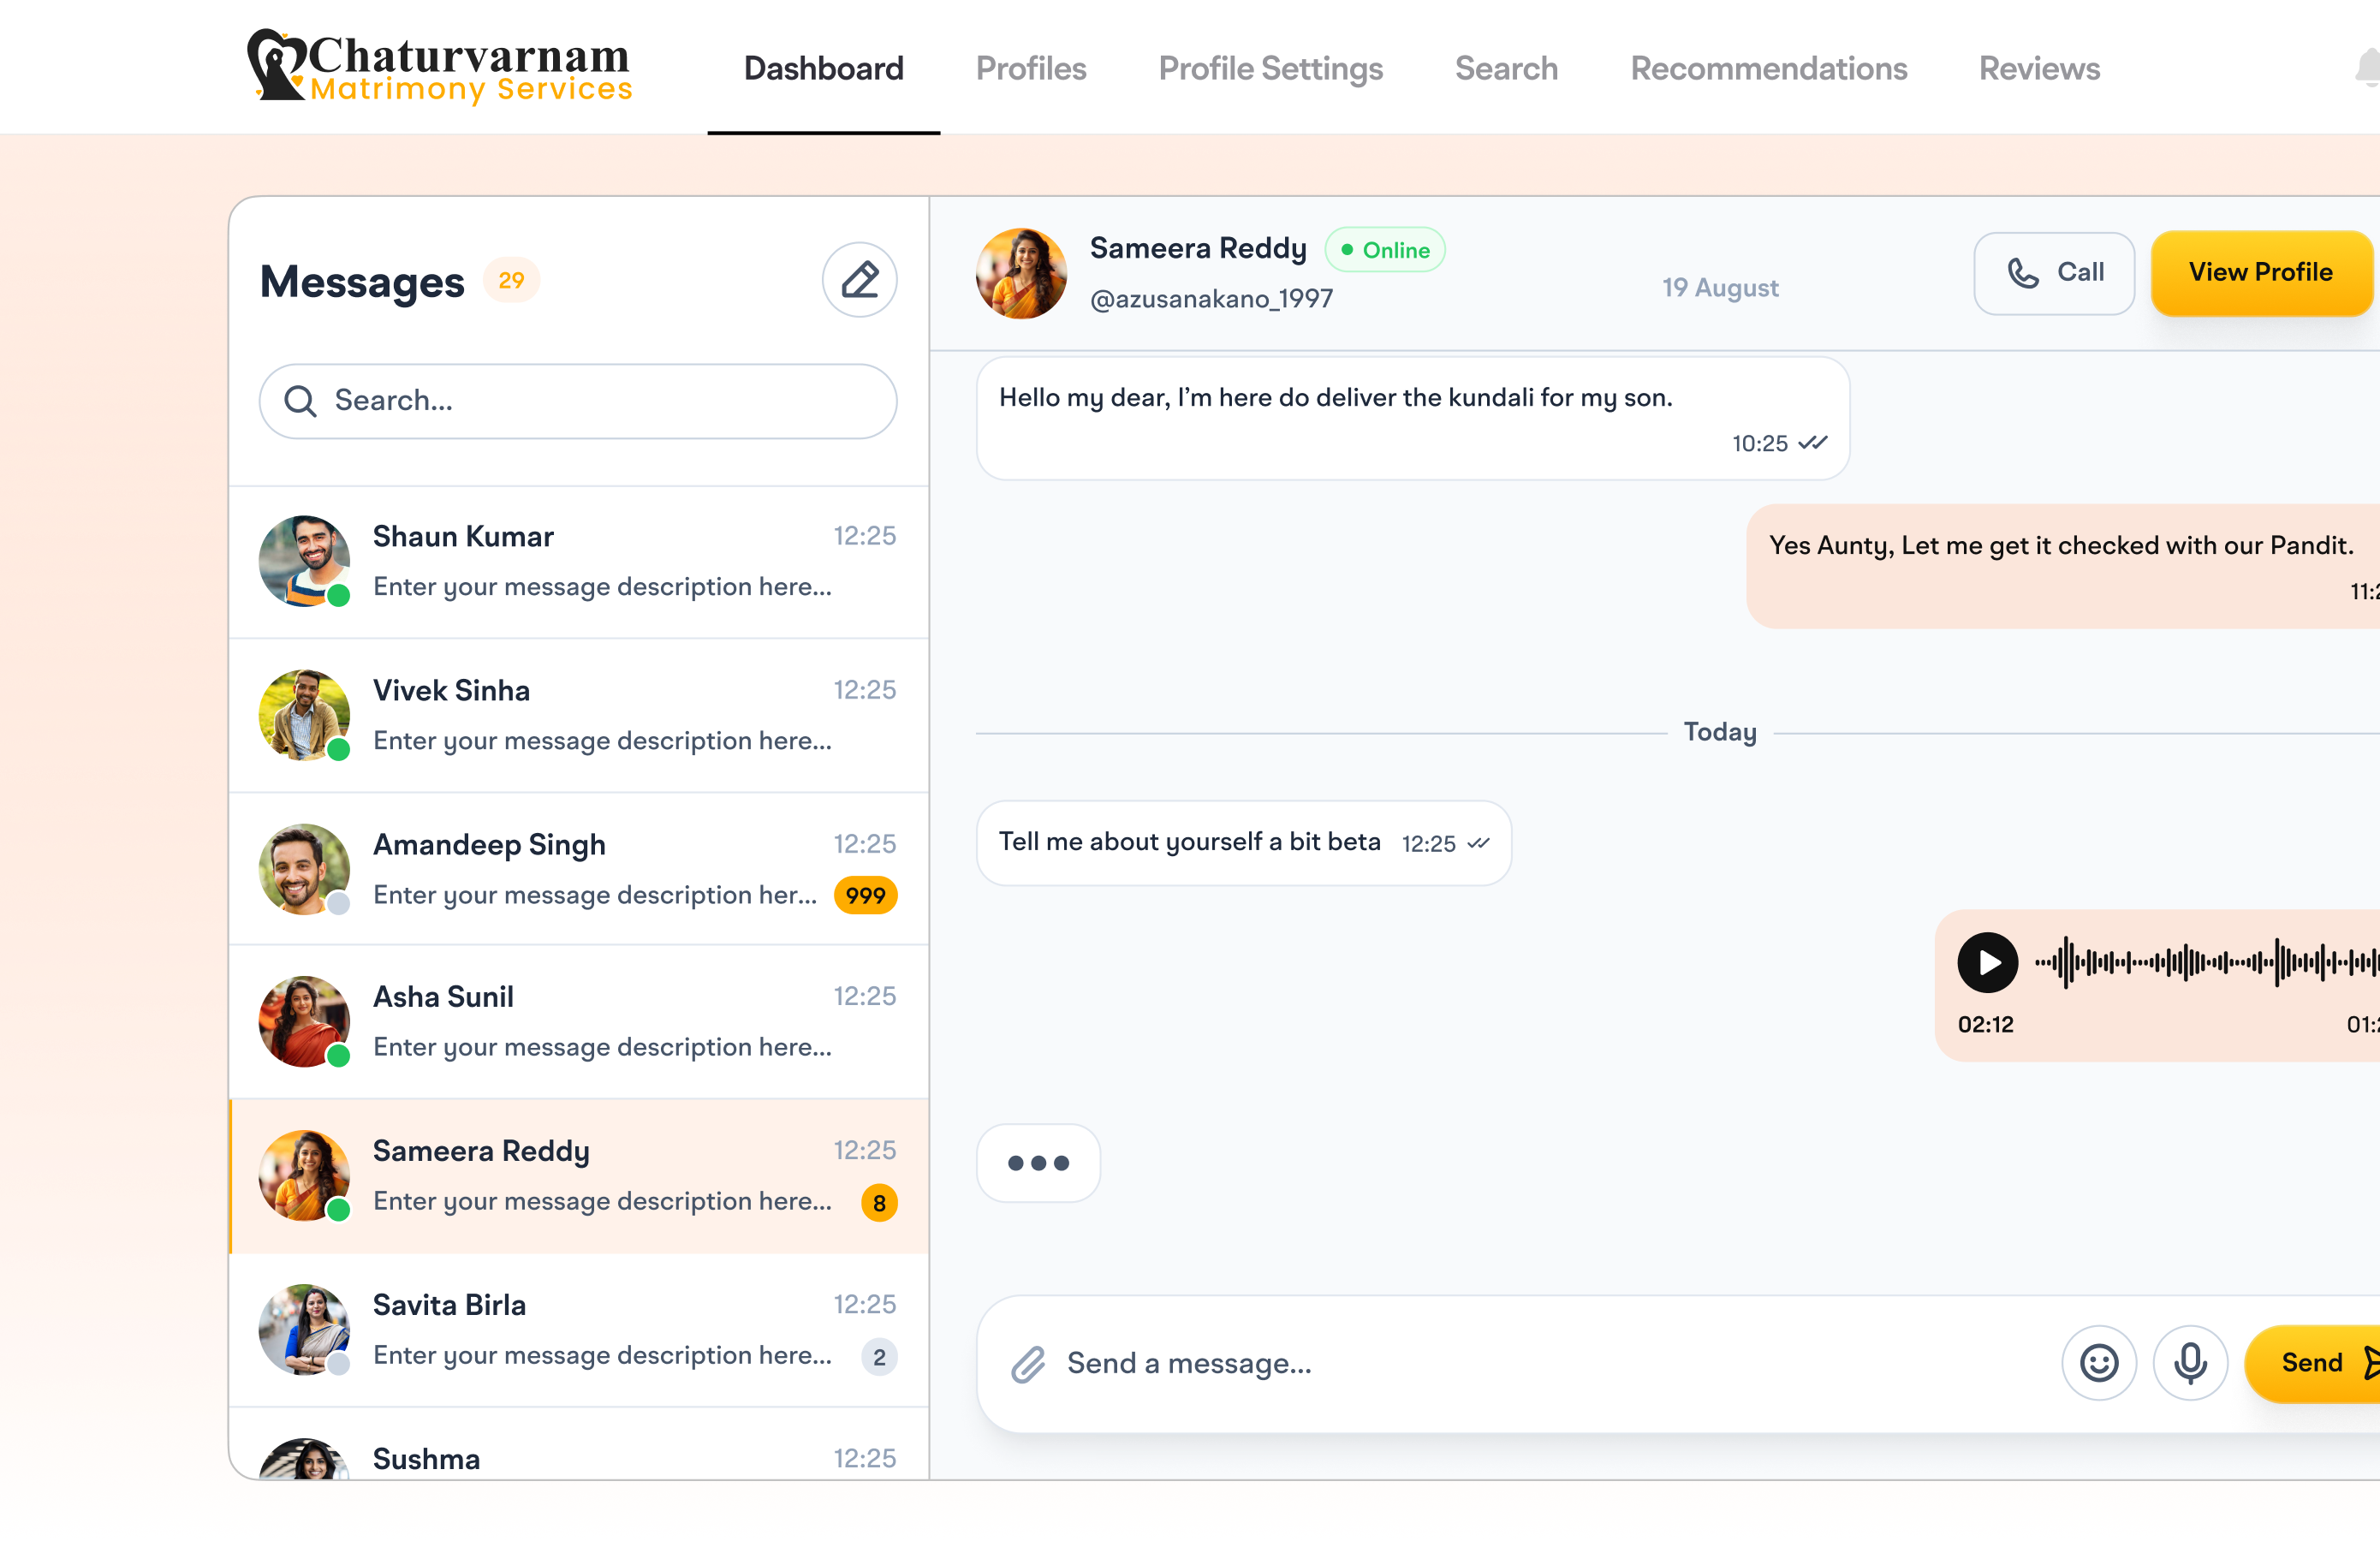 Chaturvarnam
Matrimony Services
Dashboard
Profiles
Profile Settings
Search
Recommendations
Reviews
Messages
29
Search...
Shaun Kumar
12:25
Enter your message description here...
Vivek Sinha
12:25
Enter your message description here...
Amandeep Singh
12:25
Enter your message description her...
999
Asha Sunil
12:25
Enter your message description here...
Sameera Reddy
12:25
Enter your message description here...
8
Savita Birla
12:25
Enter your message description here...
2
Sushma
12:25
Sameera Reddy
Online
@azusanakano_1997
19 August
Call
View Profile
Hello my dear, I’m here do deliver the kundali for my son.
10:25
Yes Aunty, Let me get it checked with our Pandit.
Today
Tell me about yourself a bit beta
12:25
02:12
Send a message...
Send